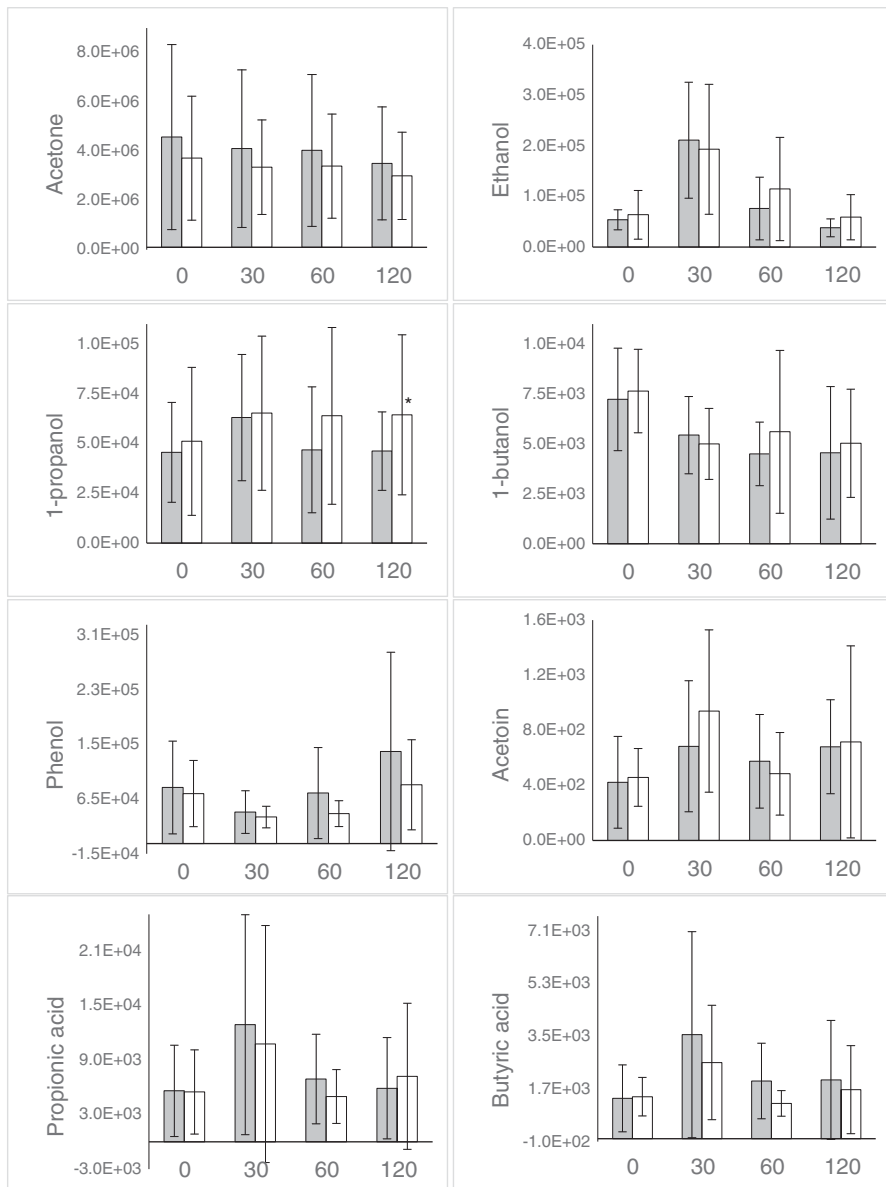 Acetone
8.0E+06
6.0E+06
4.0E+06
2.0E+06
0.0E+00
0 30 60 120
Ethanol
4.0E+05
3.0E+05
2.0E+05
1.0E+05
0.0E+00
0 30 60 120
1-propanol
1.0E+05
7.5E+04
5.0E+04
2.5E+04
0.0E+00
*
0 30 60 120
1-butanol
1.0E+04
7.5E+03
5.0E+03
2.5E+03
0.0E+00
0 30 60 120
Phenol
3.1E+05
2.3E+05
1.5E+05
6.5E+04
-1.5E+04
0 30 60 120
Acetoin
1.6E+03
1.2E+03
8.0E+02
4.0E+02
0.0E+00
0 30 60 120
Propionic acid
2.1E+04
1.5E+04
9.0E+03
3.0E+03
-3.0E+03
0 30 60 120
Butyric acid
7.1E+03
5.3E+03
3.5E+03
1.7E+03
-1.0E+02
0 30 60 120